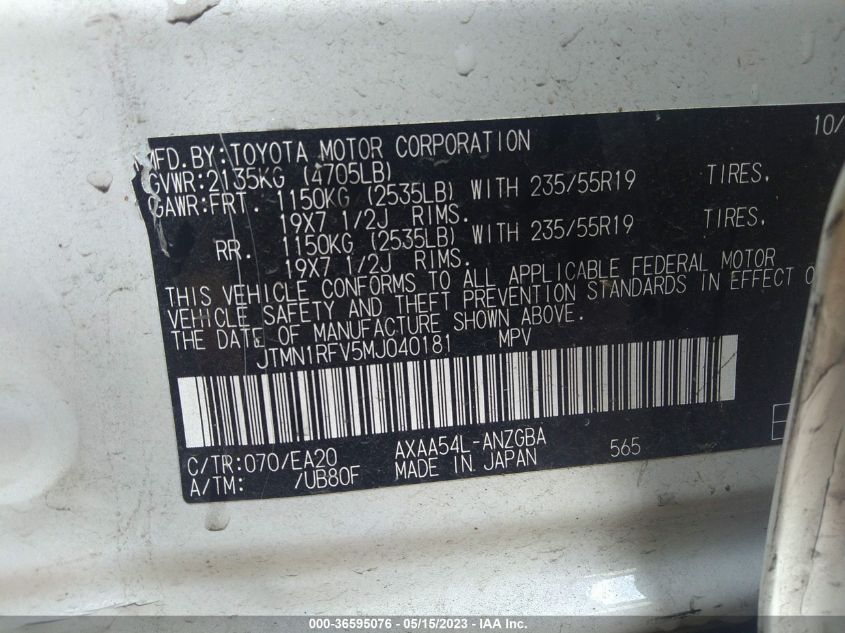 MFD.BY:TOYOTA MOTOR CORPORATION 10/
GVWR:2135KG (4705LB)
GAWR:FRT. 1150KG (2535LB) WITH 235/55R19 TIRES,
19X7 1/2J RIMS.
RR. 1150KG (2535LB) WITH 235/55R19 TIRES,
19X7 1/2J RIMS.
THIS VEHICLE CONFORMS TO ALL APPLICABLE FEDERAL MOTOR
VEHICLE SAFETY AND THEFT PREVENTION STANDARDS IN EFFECT O
THE DATE OF MANUFACTURE SHOWN ABOVE.
JTMN1RFV5MJ040181 MPV
C/TR:070/EA20 AXAA54L-ANZGBA 565
A/TM: /UB80F MADE IN JAPAN
000-36595076 - 05/15/2023 - IAA Inc.